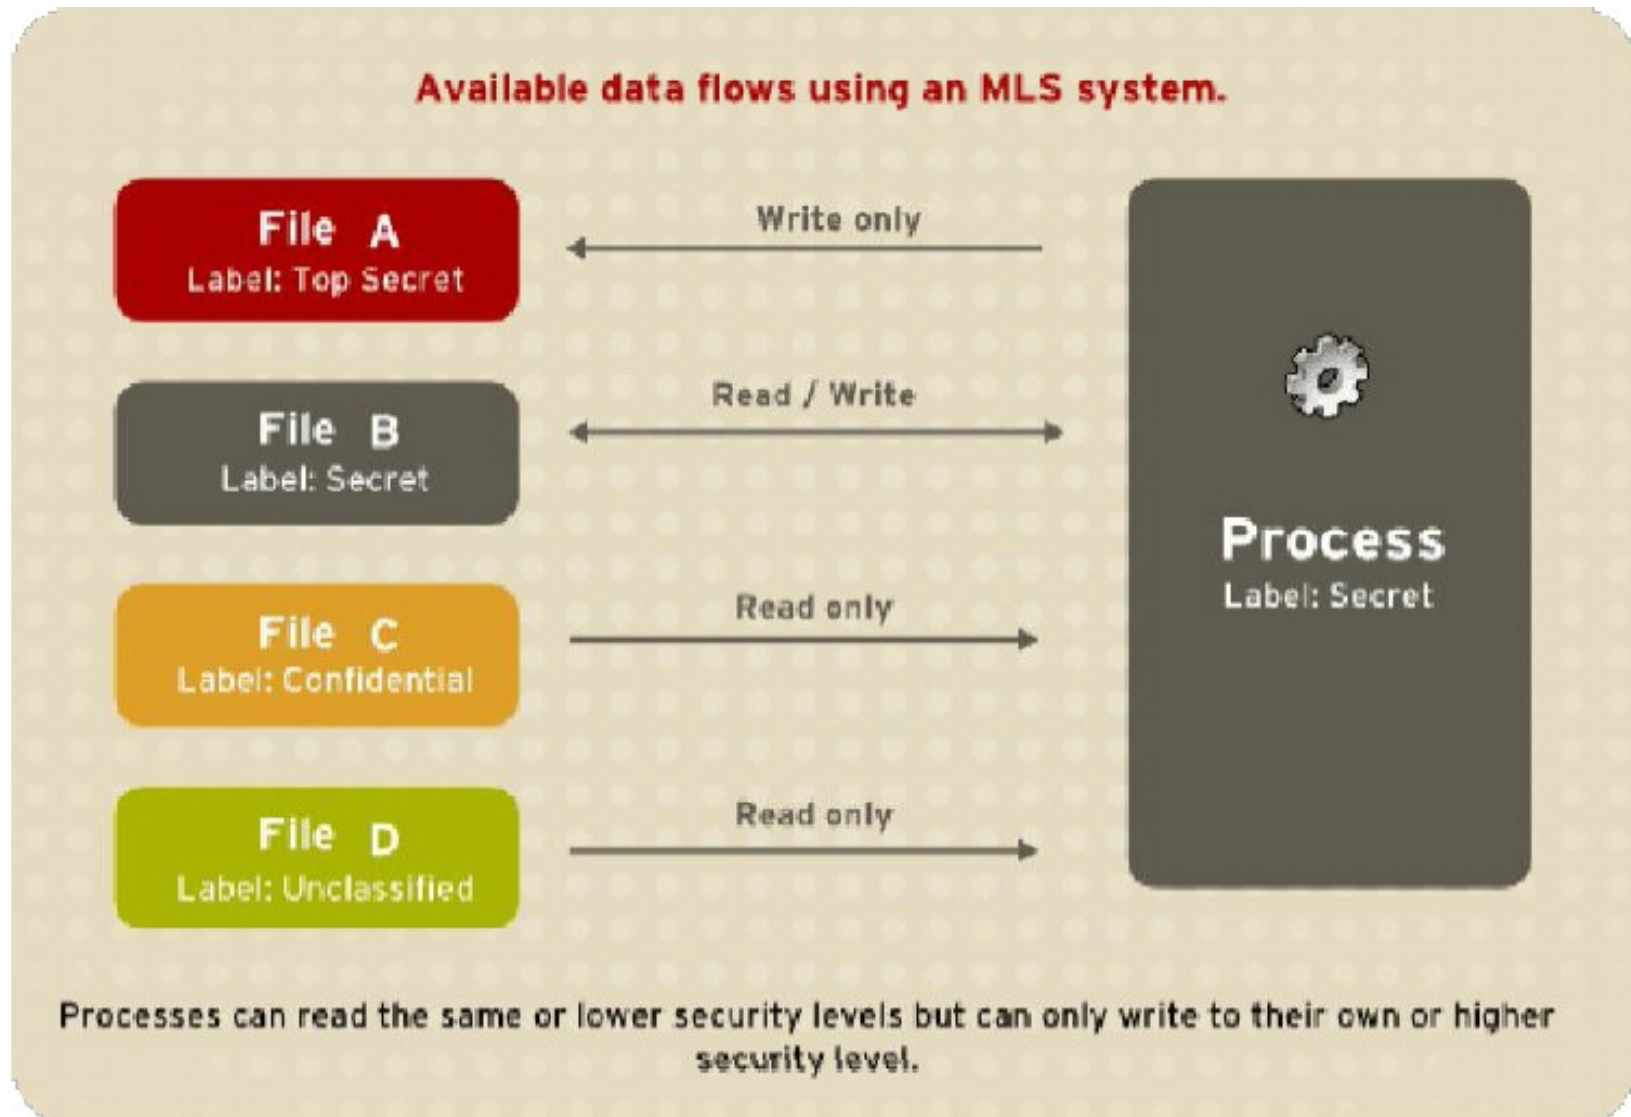 Available data flows using an MLS system.
File A
Label: Top Secret
Write only
File B
Label: Secret
Read / Write
Process
Label: Secret
File C
Label: Confidential
Read only
File D
Label: Unclassified
Read only
Processes can read the same or lower security levels but can only write to their own or higher
security level.